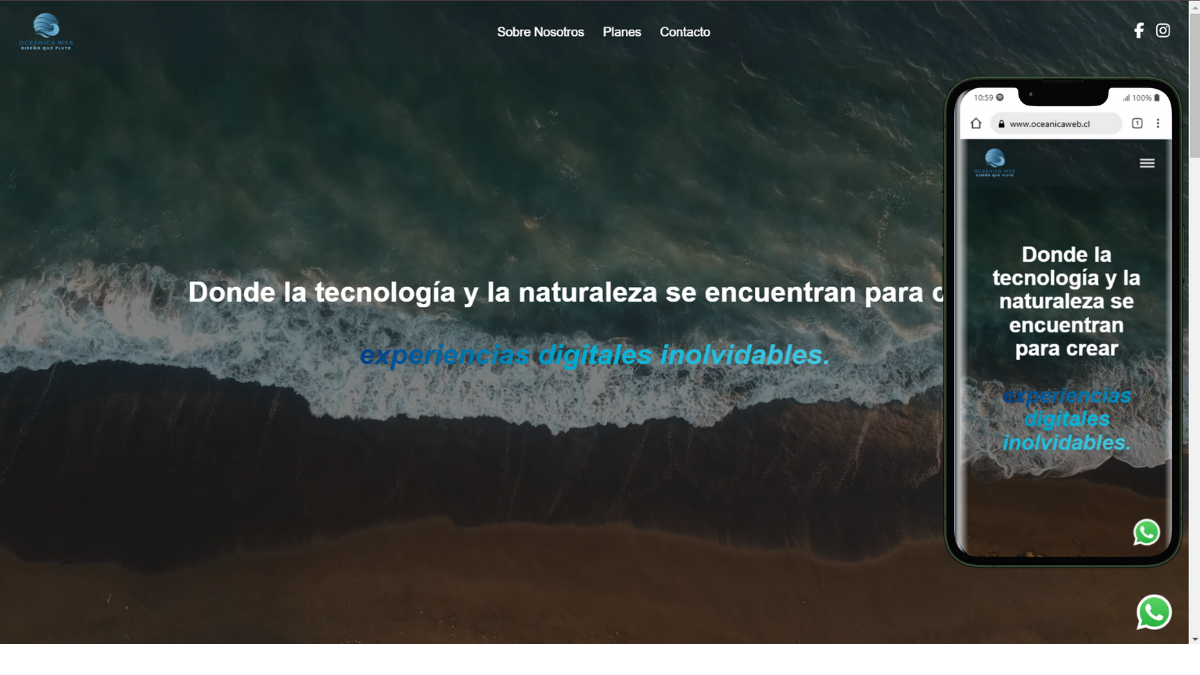 OCEÁNICA WEB
DISEÑO QUE FLUYE
Sobre Nosotros
Planes
Contacto
Donde la tecnología y la naturaleza se encuentran para c
experiencias digitales inolvidables.
10:59
100%
www.oceanicaweb.cl
1
OCEÁNICA WEB
DISEÑO QUE FLUYE
Donde la
tecnología y la
naturaleza se
encuentran
para crear
experiencias
digitales
inolvidables.